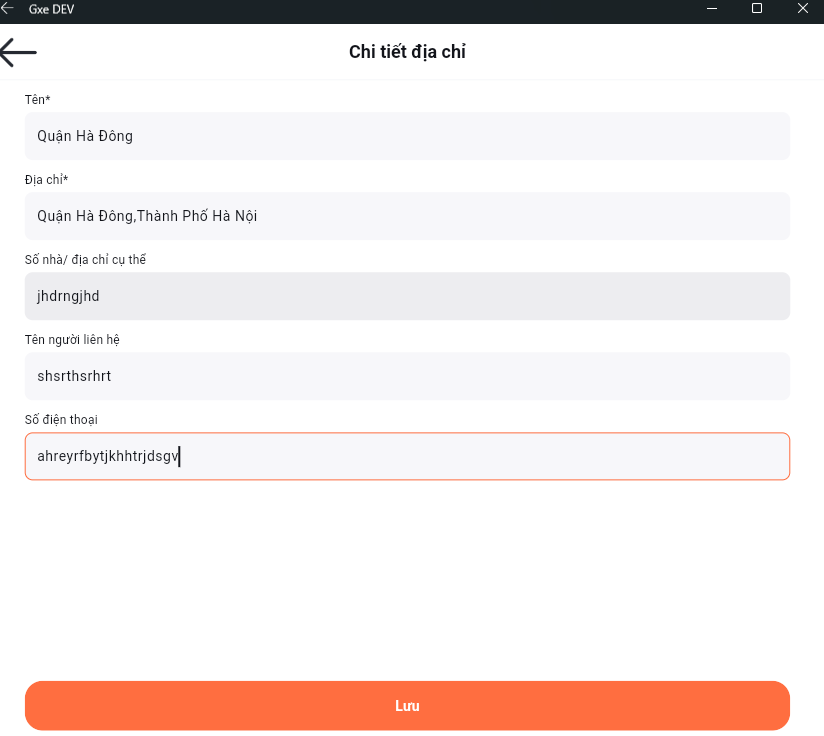 Gxe DEV
Chi tiết địa chỉ
Tên*
Quận Hà Đông
Địa chỉ*
Quận Hà Đông,Thành Phố Hà Nội
Số nhà/ địa chỉ cụ thể
jhdrngjhd
Tên người liên hệ
shsrthsrhrt
Số điện thoại
ahreyrfbytjkhhtrjdsgv
Lưu